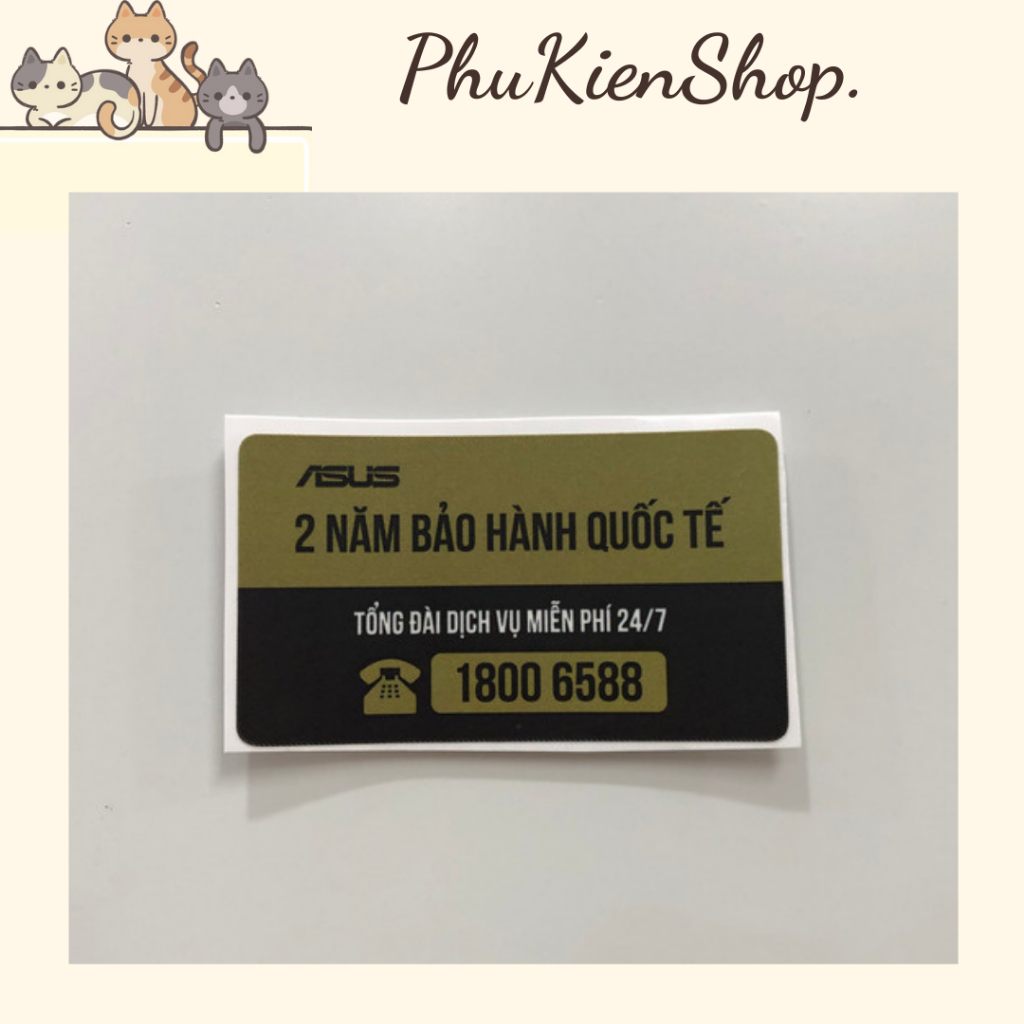 PhuKienShop.
ASUS
2 NĂM BẢO HÀNH QUỐC TẾ
TỔNG ĐÀI DỊCH VỤ MIỄN PHÍ 24/7
1800 6588